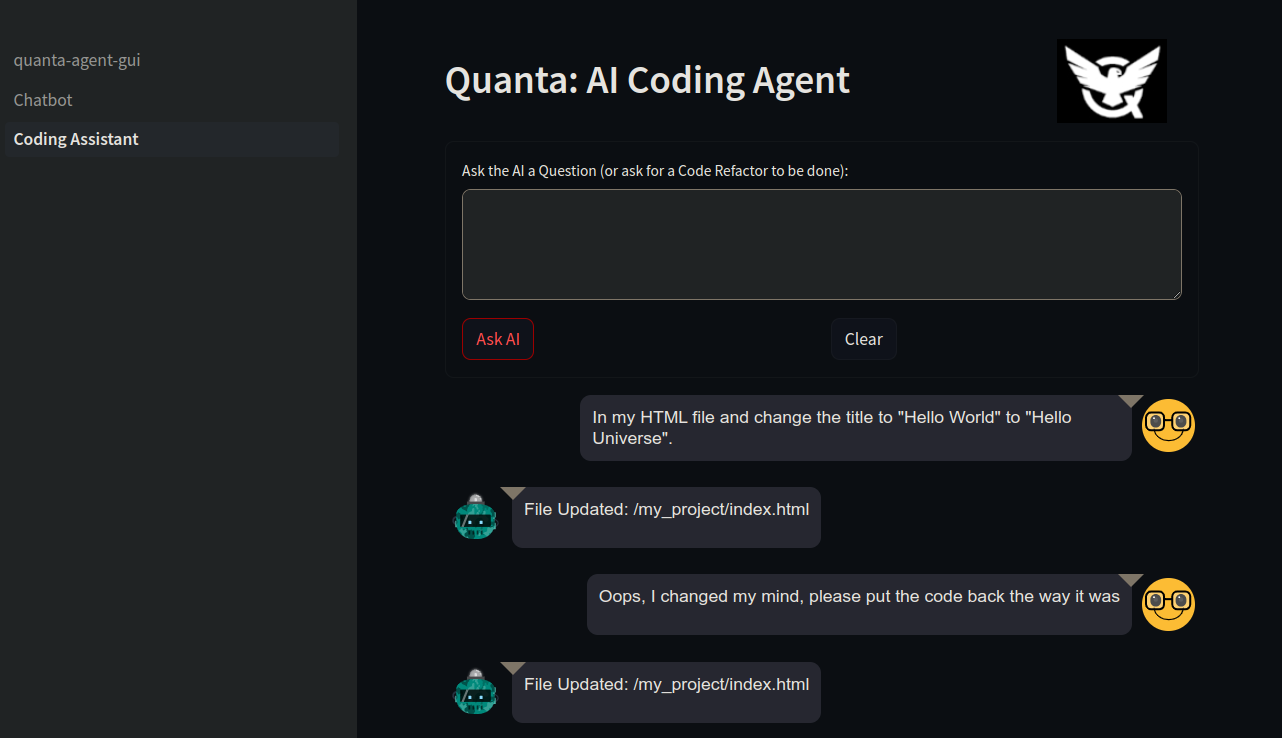 quanta-agent-gui
Chatbot
Coding Assistant
Quanta: AI Coding Agent
Ask the AI a Question (or ask for a Code Refactor to be done):
Ask AI
Clear
In my HTML file and change the title to "Hello World" to "Hello
Universe".
File Updated: /my_project/index.html
Oops, I changed my mind, please put the code back the way it was
File Updated: /my_project/index.html